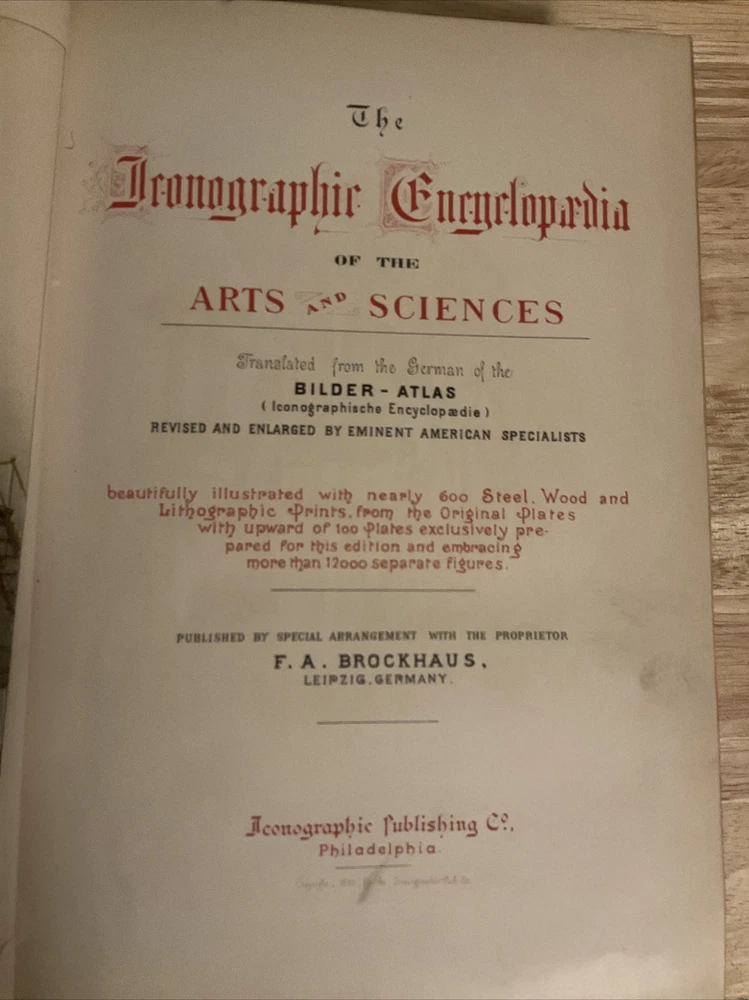 The
Iconographic Encyclopædia
OF THE
ARTS AND SCIENCES
Translated from the German of the
BILDER - ATLAS
( Iconographische Encyclopædie )
REVISED AND ENLARGED BY EMINENT AMERICAN SPECIALISTS
beautifully illustrated with nearly 600 Steel, Wood and
Lithographic Prints, from the Original Plates
with upward of 100 Plates exclusively pre-
pared for this edition and embracing
more than 12000 separate figures.
PUBLISHED BY SPECIAL ARRANGEMENT WITH THE PROPRIETOR
F. A. BROCKHAUS,
LEIPZIG, GERMANY.
Iconographic Publishing Co.,
Philadelphia.